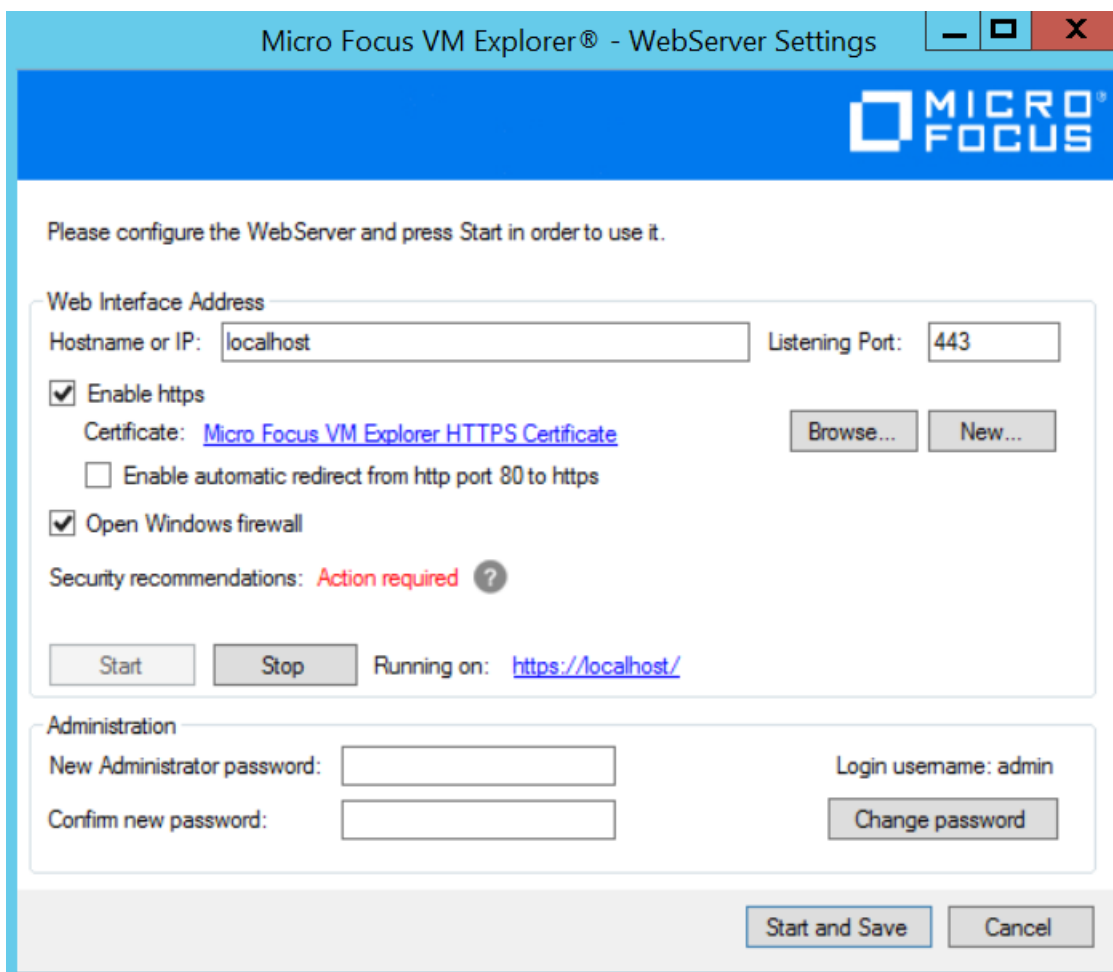 Micro Focus VM Explorer® - WebServer Settings
X
MICRO®
FOCUS
Please configure the WebServer and press Start in order to use it.
Web Interface Address
Hostname or IP: localhost Listening Port: 443
Enable https
Certificate: Micro Focus VM Explorer HTTPS Certificate Browse... New...
Enable automatic redirect from http port 80 to https
Open Windows firewall
Security recommendations: Action required ?
Start Stop Running on: https://localhost/
Administration
New Administrator password: Login username: admin
Confirm new password: Change password
Start and Save Cancel